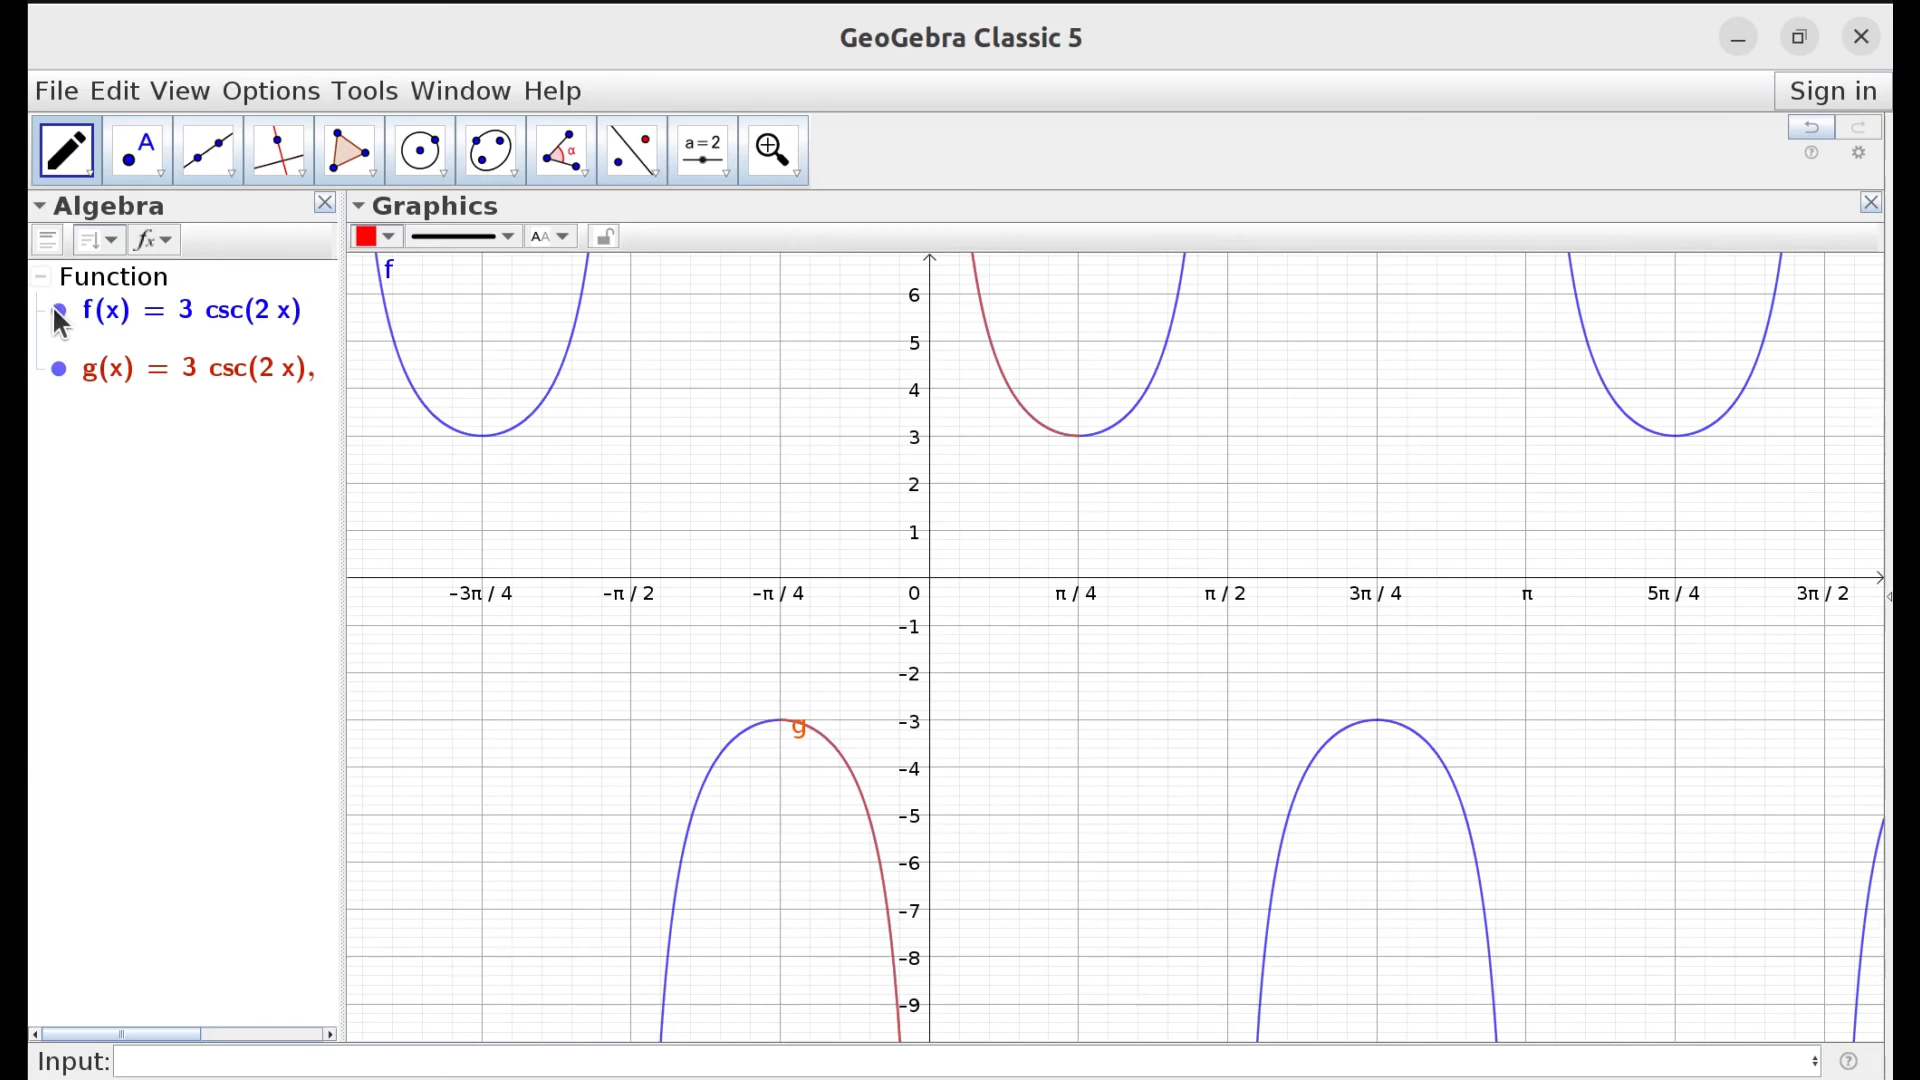 GeoGebra Classic 5
File Edit View Options Tools Window Help
Sign in
A
α
a=2
Algebra
Graphics
fx
AA
Function
f(x) = 3 csc(2 x)
g(x) = 3 csc(2 x),
f
g
6
5
4
3
2
1
-3π / 4 -π / 2 -π / 4 0 π / 4 π / 2 3π / 4 π 5π / 4 3π / 2
-1
-2
-3
-4
-5
-6
-7
-8
-9
Input: